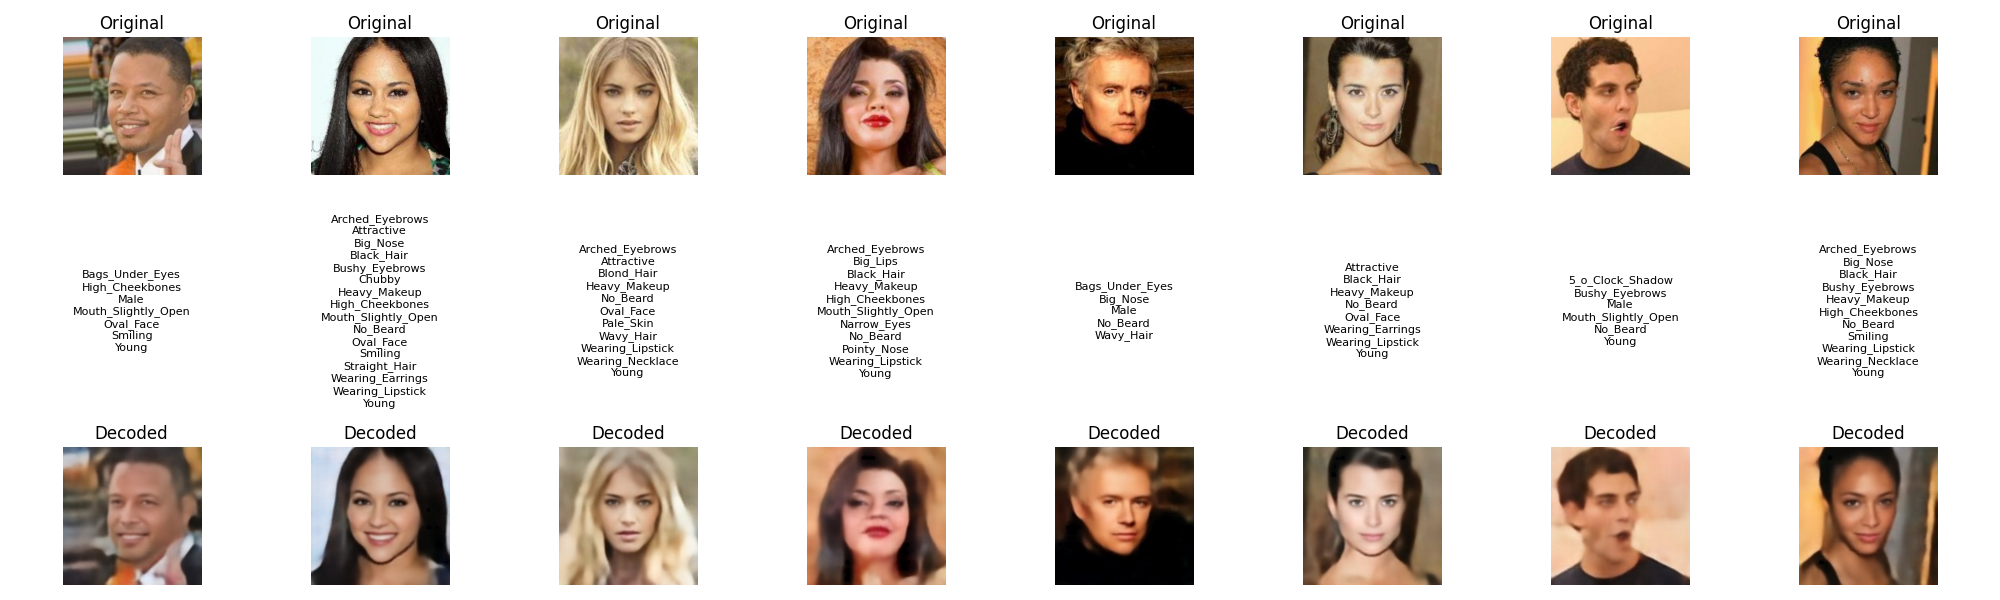 Original
Original
Original
Original
Original
Original
Original
Original
Bags_Under_Eyes
High_Cheekbones
Male
Mouth_Slightly_Open
Oval_Face
Smiling
Young
Arched_Eyebrows
Attractive
Big_Nose
Black_Hair
Bushy_Eyebrows
Chubby
Heavy_Makeup
High_Cheekbones
Mouth_Slightly_Open
No_Beard
Oval_Face
Smiling
Straight_Hair
Wearing_Earrings
Wearing_Lipstick
Young
Arched_Eyebrows
Attractive
Blond_Hair
Heavy_Makeup
No_Beard
Oval_Face
Pale_Skin
Wavy_Hair
Wearing_Lipstick
Wearing_Necklace
Young
Arched_Eyebrows
Big_Lips
Black_Hair
Heavy_Makeup
High_Cheekbones
Mouth_Slightly_Open
Narrow_Eyes
No_Beard
Pointy_Nose
Wearing_Lipstick
Young
Bags_Under_Eyes
Big_Nose
Male
No_Beard
Wavy_Hair
Attractive
Black_Hair
Heavy_Makeup
No_Beard
Oval_Face
Wearing_Earrings
Wearing_Lipstick
Young
5_o_Clock_Shadow
Bushy_Eyebrows
Male
Mouth_Slightly_Open
No_Beard
Young
Arched_Eyebrows
Big_Nose
Black_Hair
Bushy_Eyebrows
Heavy_Makeup
High_Cheekbones
No_Beard
Smiling
Wearing_Lipstick
Wearing_Necklace
Young
Decoded
Decoded
Decoded
Decoded
Decoded
Decoded
Decoded
Decoded